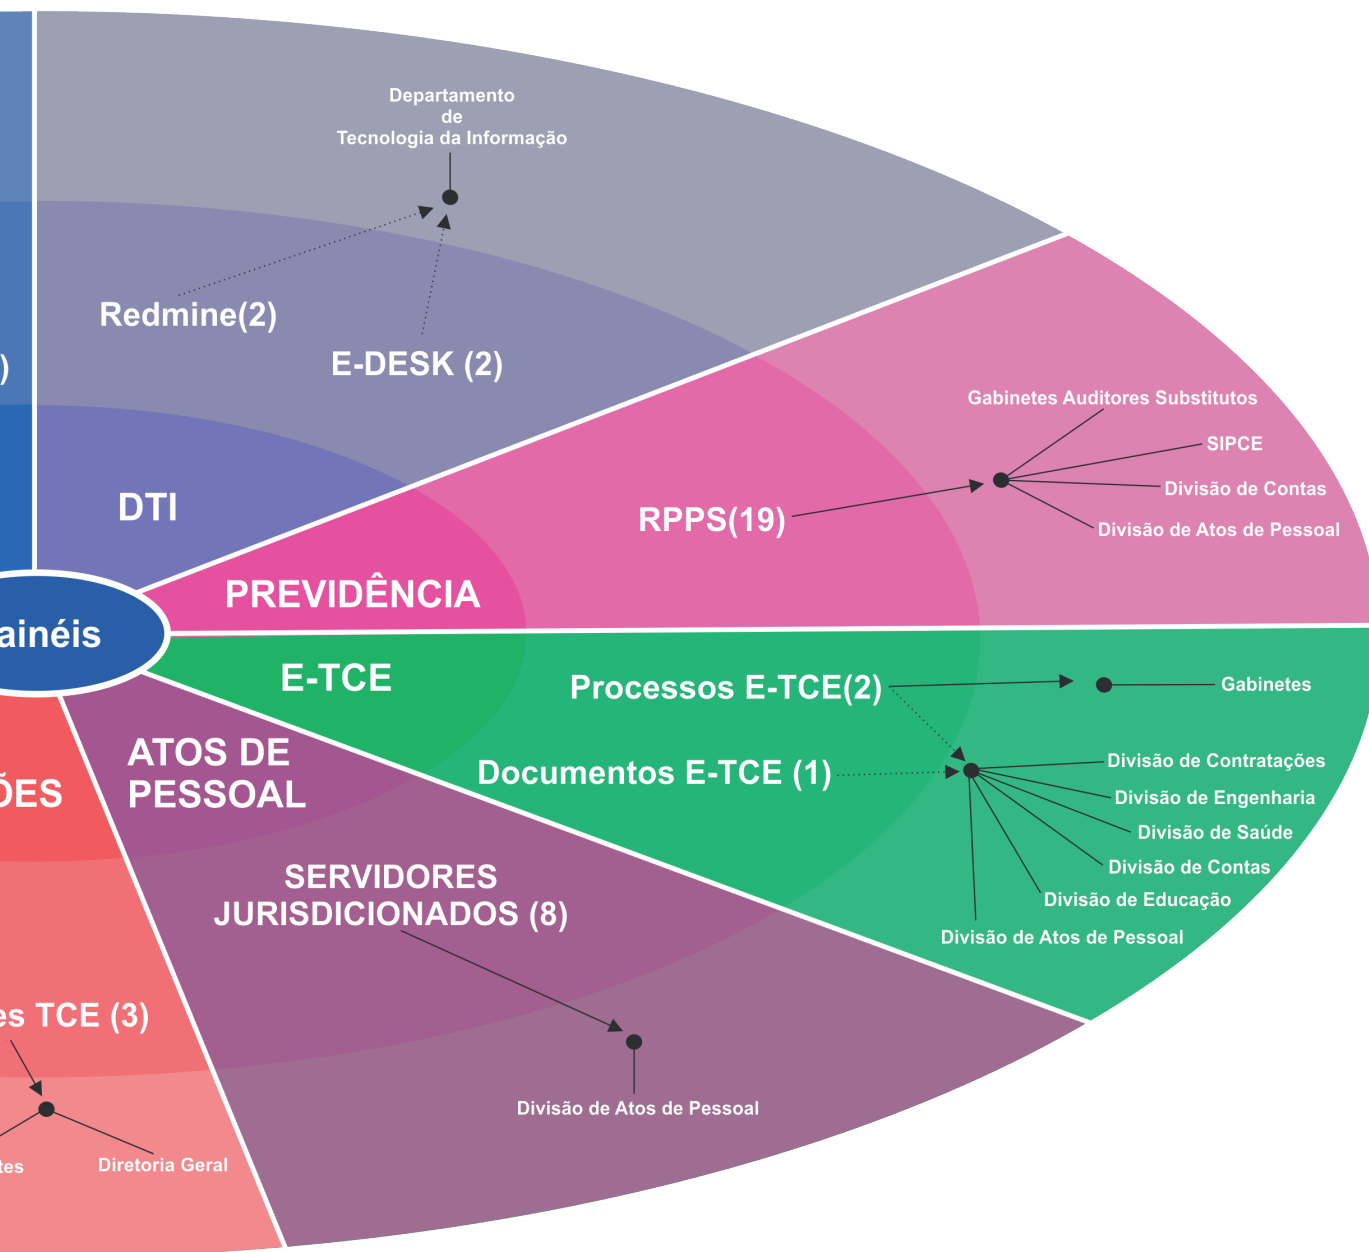 Departamento
de
Tecnologia da Informação
Redmine(2)
E-DESK (2)
)
DTI
Gabinetes Auditores Substitutos
SIPCE
Divisão de Contas
Divisão de Atos de Pessoal
RPPS(19)
PREVIDÊNCIA
ainéis
E-TCE
Processos E-TCE(2)
Gabinetes
Documentos E-TCE (1)
Divisão de Contratações
Divisão de Engenharia
Divisão de Saúde
Divisão de Contas
Divisão de Educação
Divisão de Atos de Pessoal
ATOS DE
PESSOAL
ÕES
SERVIDORES
JURISDICIONADOS (8)
Divisão de Atos de Pessoal
es TCE (3)
tes
Diretoria Geral